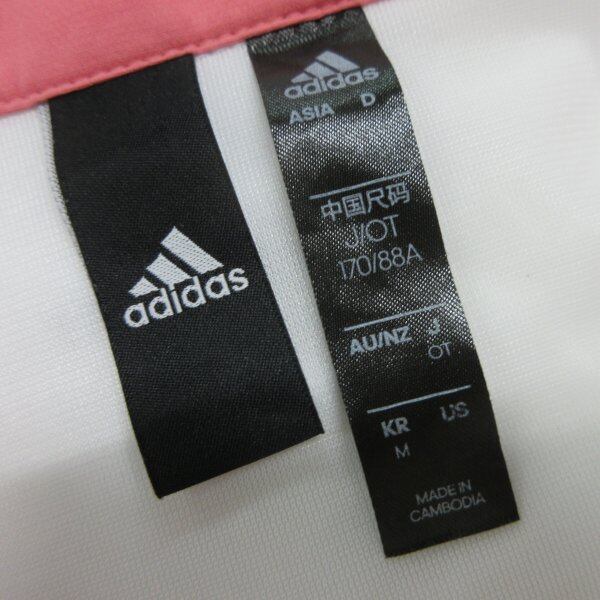 adidas
adidas
ASIA D
中国尺码
J/OT
170/88A
AU/NZ J
OT
KR US
M
MADE IN
CAMBODIA